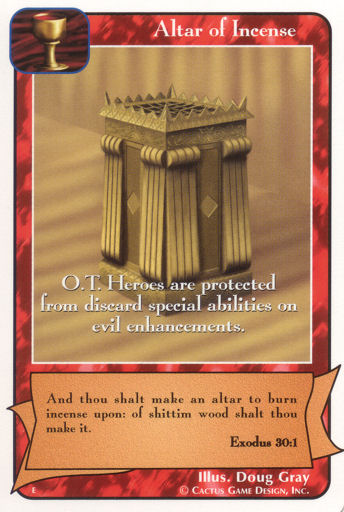 Altar of Incense
O.T. Heroes are protected
from discard special abilities on
evil enhancements.
And thou shalt make an altar to burn
incense upon: of shittim wood shalt thou
make it.
Exodus 30:1
Illus. Doug Gray
E
© Cactus Game Design, Inc.